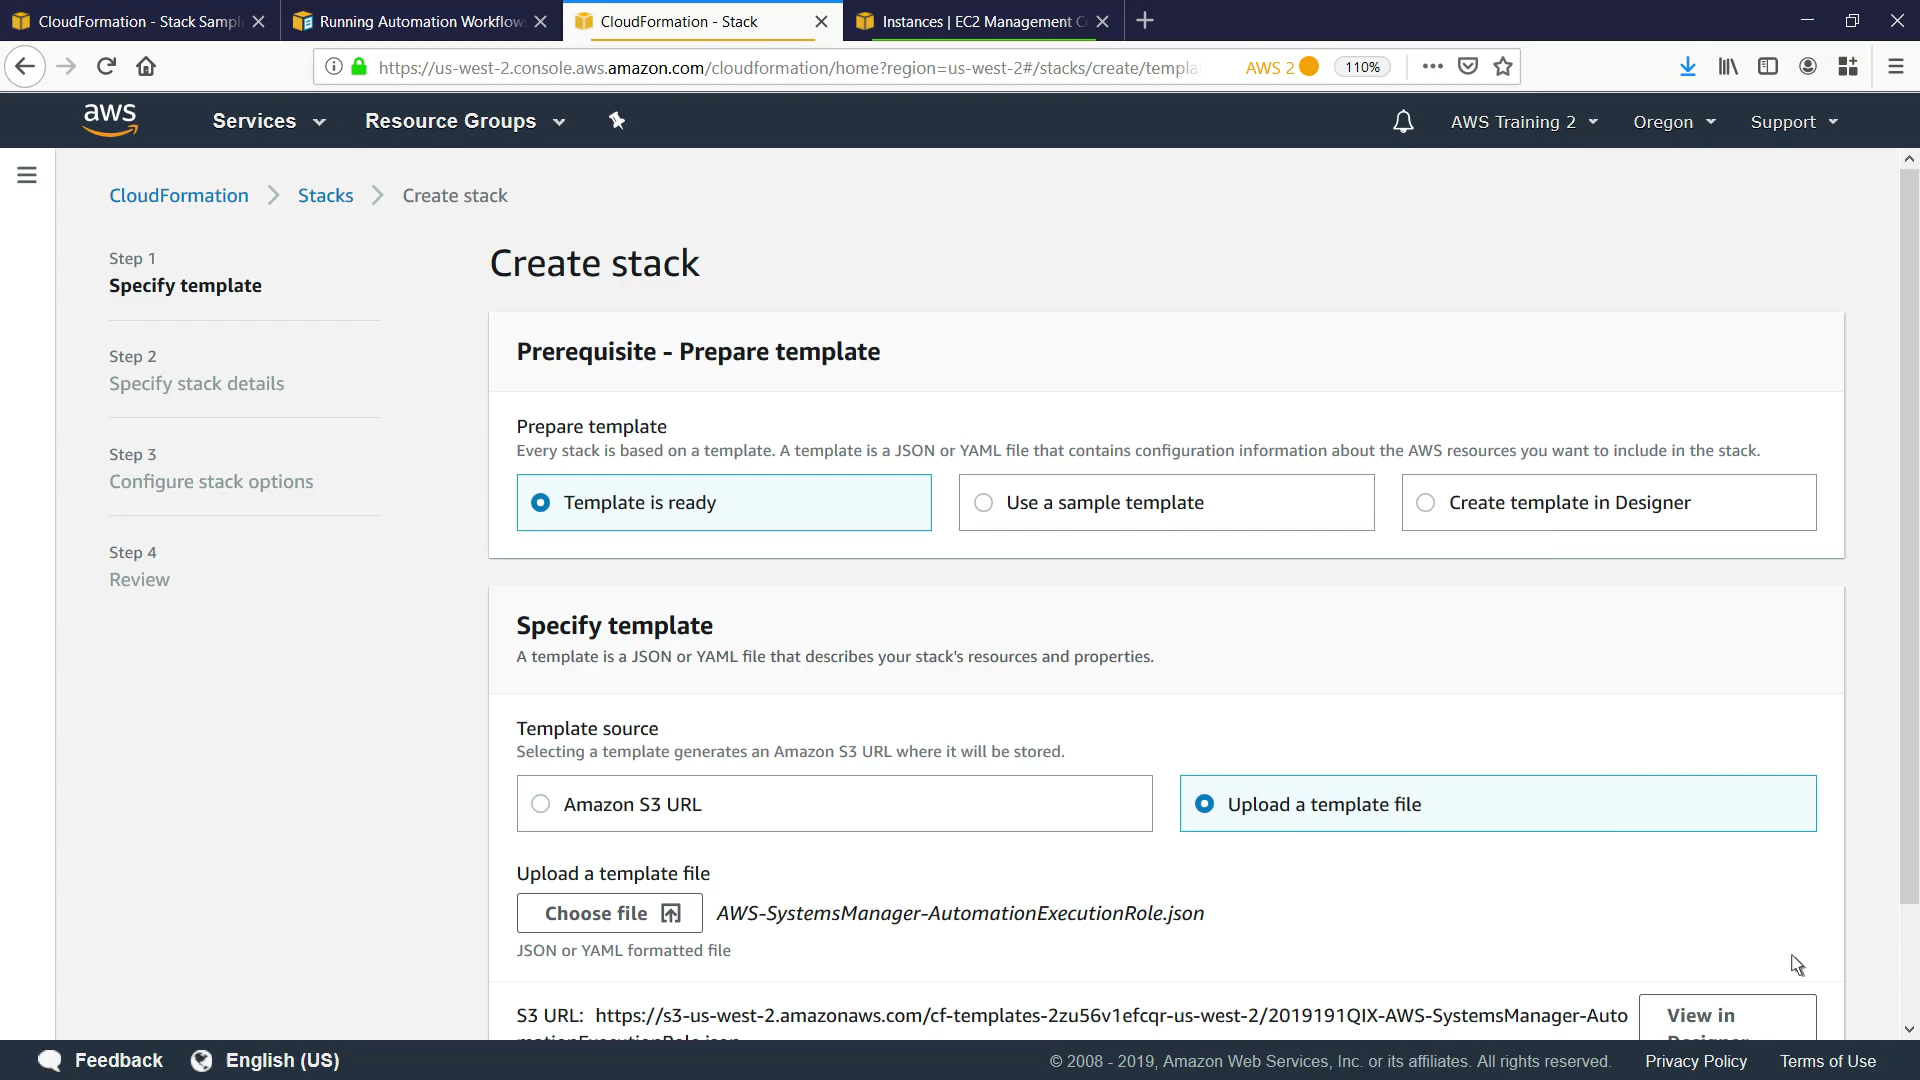 CloudFormation - Stack Sampl
Running Automation Workflow
CloudFormation - Stack
Instances | EC2 Management C
https://us-west-2.console.aws.amazon.com/cloudformation/home?region=us-west-2#/stacks/create/templa
AWS 2
110%
aws
Services
Resource Groups
AWS Training 2
Oregon
Support
CloudFormation
Stacks
Create stack
Step 1
Specify template
Step 2
Specify stack details
Step 3
Configure stack options
Step 4
Review
Create stack
Prerequisite - Prepare template
Prepare template
Every stack is based on a template. A template is a JSON or YAML file that contains configuration information about the AWS resources you want to include in the stack.
Template is ready
Use a sample template
Create template in Designer
Specify template
A template is a JSON or YAML file that describes your stack's resources and properties.
Template source
Selecting a template generates an Amazon S3 URL where it will be stored.
Amazon S3 URL
Upload a template file
Upload a template file
Choose file
AWS-SystemsManager-AutomationExecutionRole.json
JSON or YAML formatted file
S3 URL: https://s3-us-west-2.amazonaws.com/cf-templates-2zu56v1efcqr-us-west-2/2019191QIX-AWS-SystemsManager-Auto
mationExecutionRole.json
View in
Designer
Feedback
English (US)
© 2008 - 2019, Amazon Web Services, Inc. or its affiliates. All rights reserved.
Privacy Policy
Terms of Use